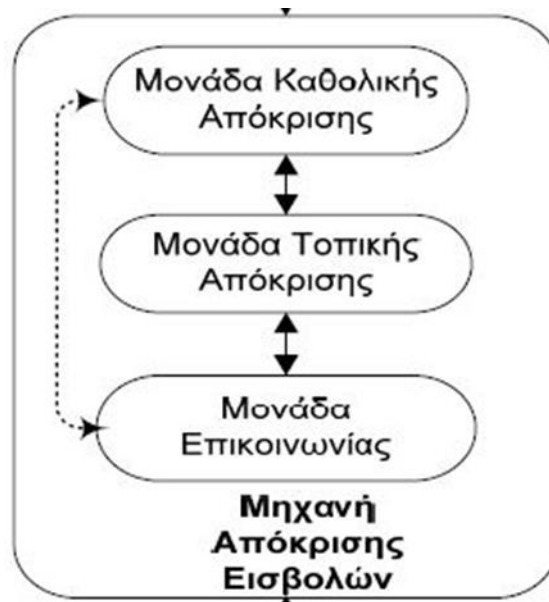 Μονάδα Καθολικής
Απόκρισης
Μονάδα Τοπικής
Απόκρισης
Μονάδα
Επικοινωνίας
Μηχανή
Απόκρισης
Εισβολών